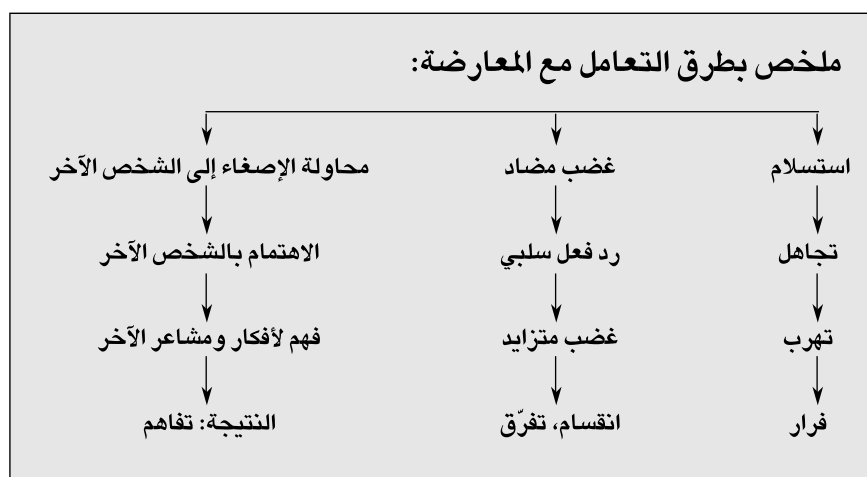 ملخص بطرق التعامل مع المعارضة:
استسلام
تجاهل
تهرب
فرار
غضب مضاد
رد فعل سلبي
غضب متزايد
انقسام، تفرّق
محاولة الإصغاء إلى الشخص الآخر
الاهتمام بالشخص الآخر
فهم لأفكار ومشاعر الآخر
النتيجة: تفاهم